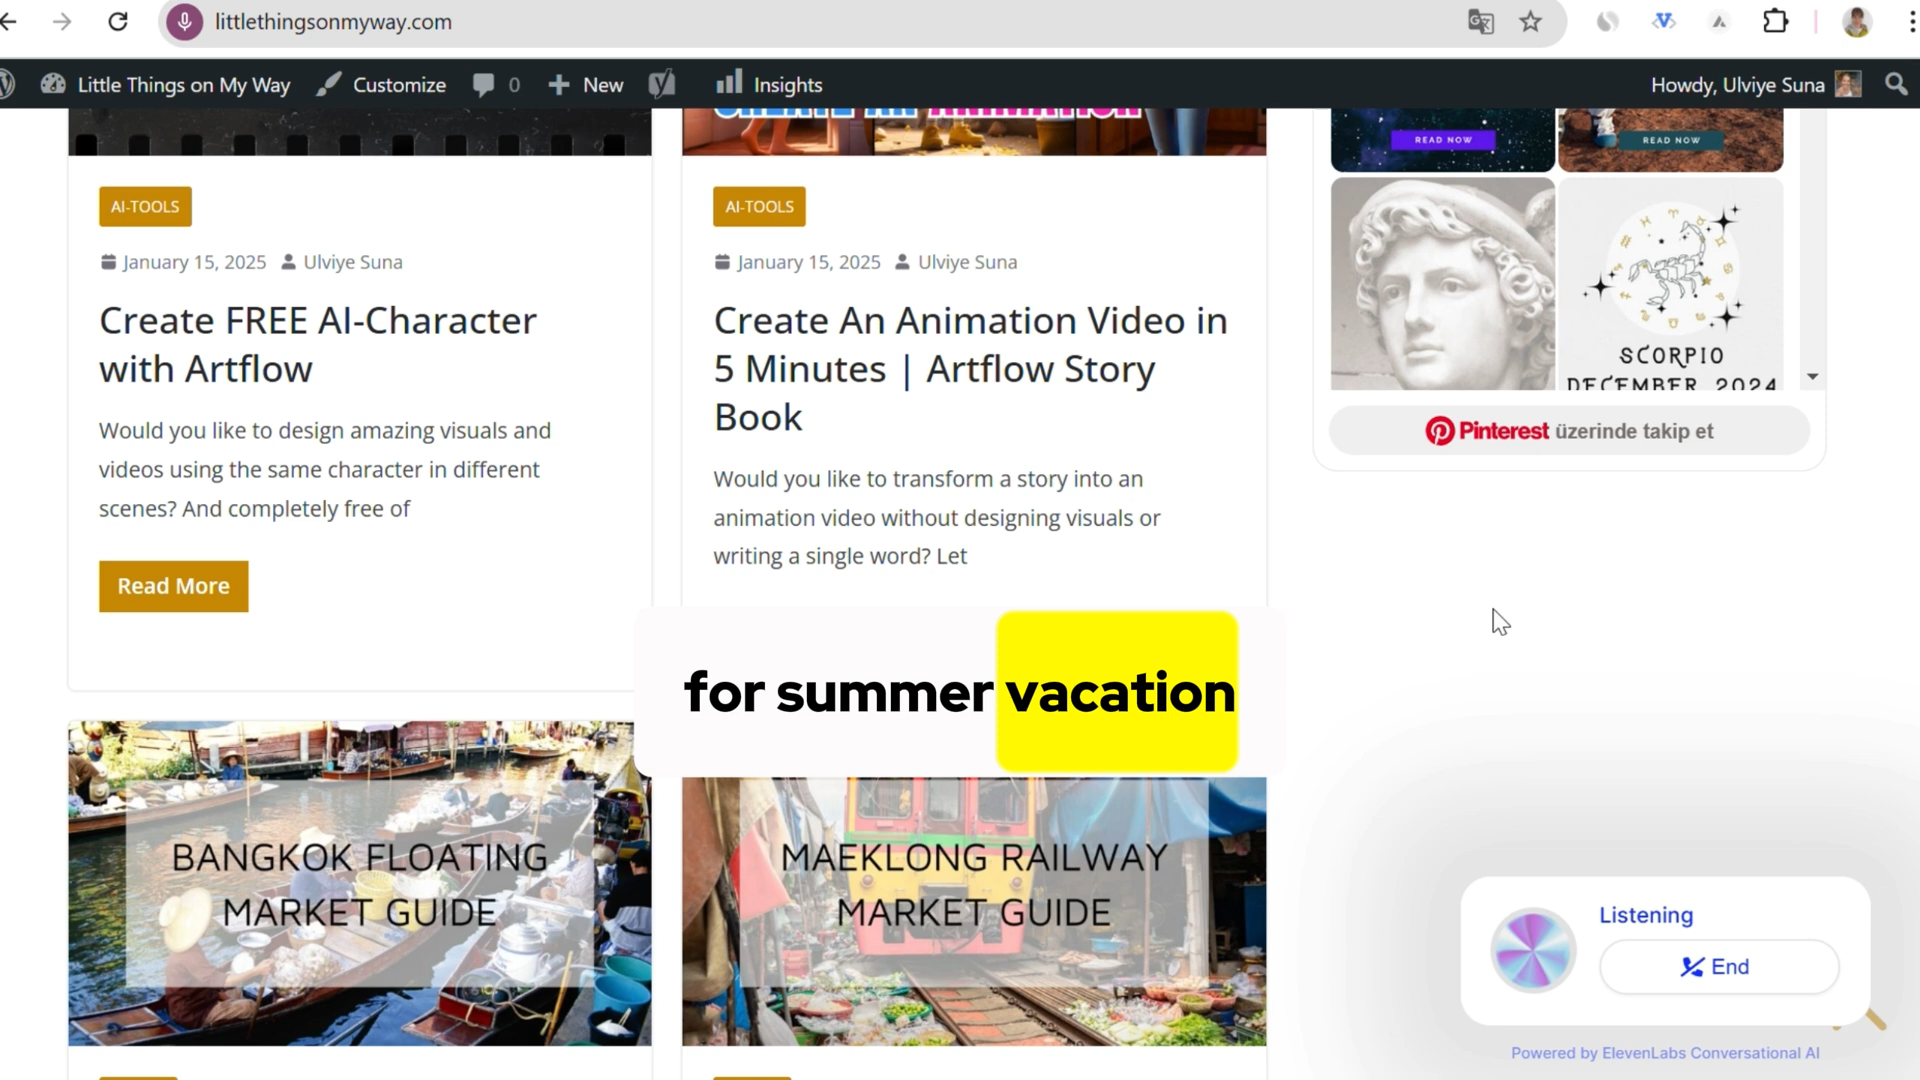 littlethingsonmyway.com
Little Things on My Way
Customize
0
New
Insights
Howdy, Ulviye Suna
AI-TOOLS
January 15, 2025
Ulviye Suna
Create FREE AI-Character
with Artflow
Would you like to design amazing visuals and
videos using the same character in different
scenes? And completely free of
Read More
AI-TOOLS
January 15, 2025
Ulviye Suna
Create An Animation Video in
5 Minutes | Artflow Story
Book
Would you like to transform a story into an
animation video without designing visuals or
writing a single word? Let
READ NOW
READ NOW
SCORPIO
DECEMBER 2024
Pinterest üzerinde takip et
for summer vacation
BANGKOK FLOATING
MARKET GUIDE
MAEKLONG RAILWAY
MARKET GUIDE
Listening
End
Powered by ElevenLabs Conversational AI